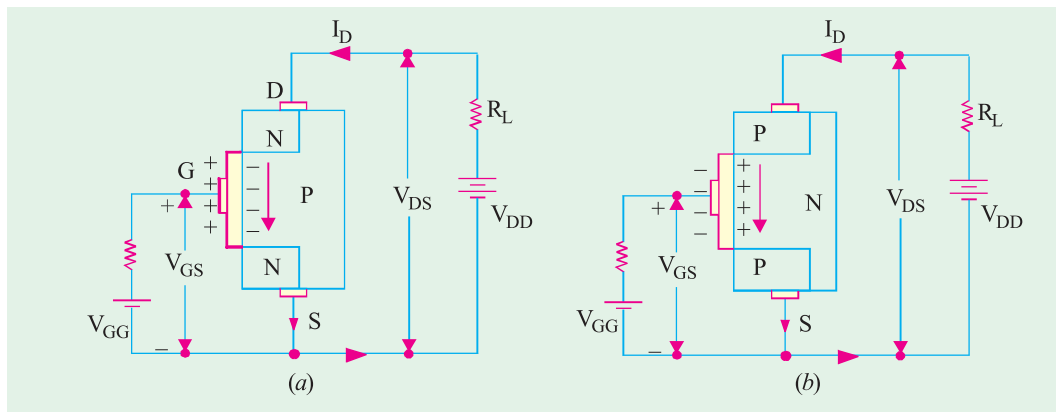 I_D
D
R_L
N
+ + + +
G
− − − −
P
V_DS
V_DD
+
V_GS
N
V_GG
S
−
(a)
I_D
R_L
P
− − − −
+ + + +
N
V_DS
V_DD
+
V_GS
P
V_GG
S
−
(b)